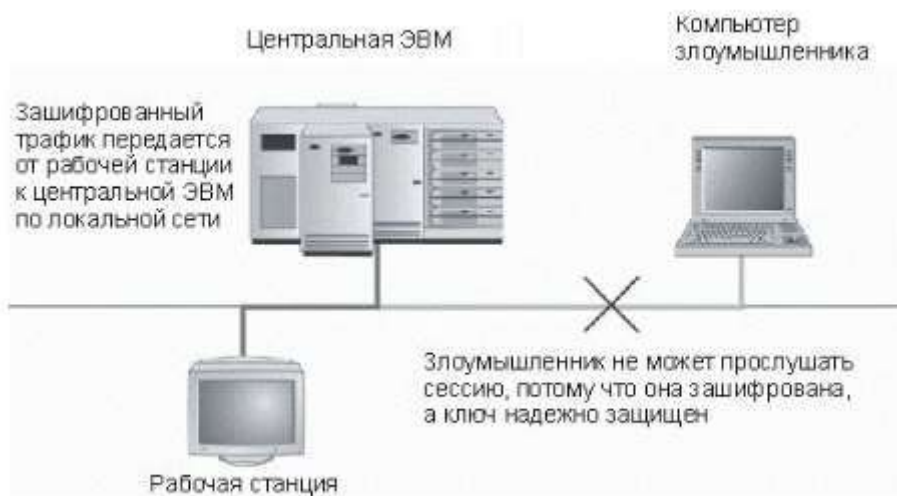 Центральная ЭВМ
Компьютер
злоумышленника
Зашифрованный
трафик передается
от рабочей станции
к центральной ЭВМ
по локальной сети
Злоумышленник не может прослушать
сессию, потому что она зашифрована,
а ключ надежно защищен
Рабочая станция